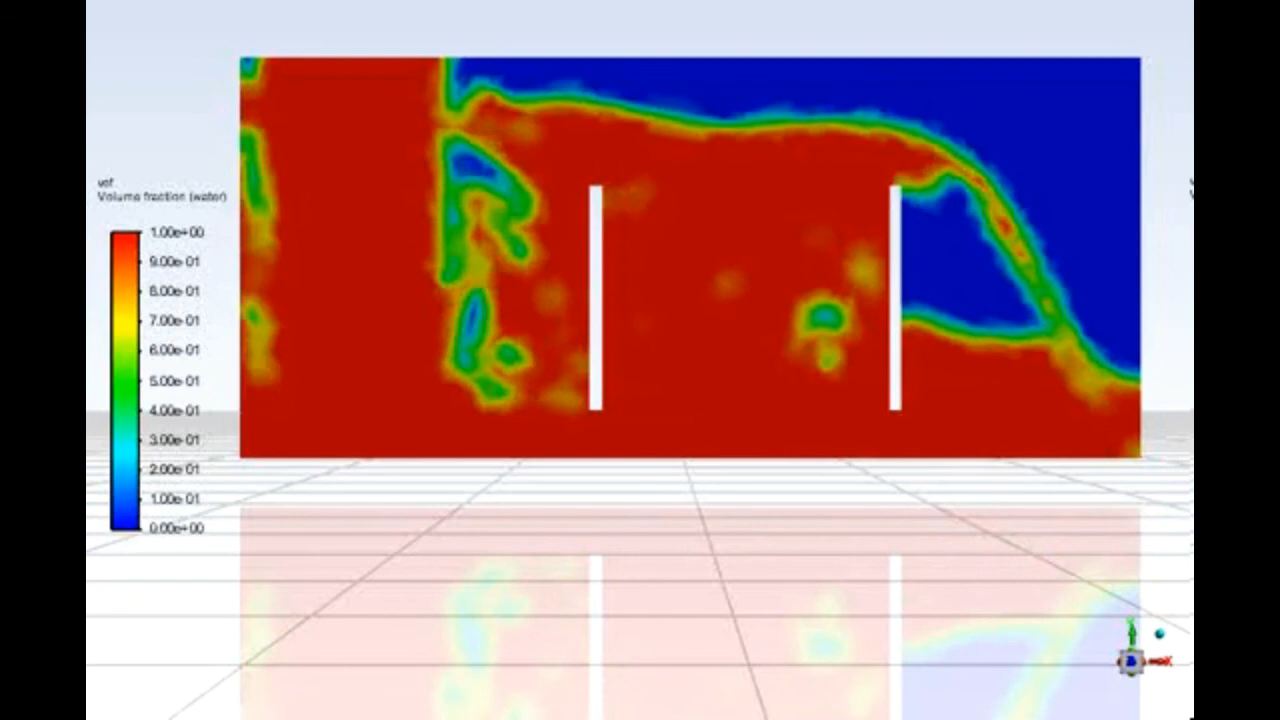 vof
Volume fraction (water)
1.00e+00
9.00e-01
8.00e-01
7.00e-01
6.00e-01
5.00e-01
4.00e-01
3.00e-01
2.00e-01
1.00e-01
0.00e+00
Y
X